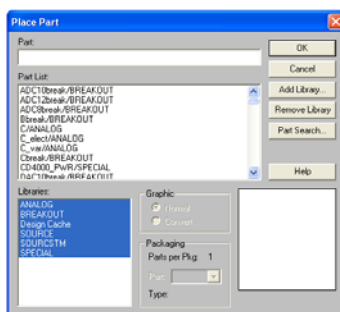 Place Part
Part:
OK
Cancel
Part List:
ADC10break/BREAKOUT
ADC12break/BREAKOUT
ADC8break/BREAKOUT
Bbreak/BREAKOUT
C/ANALOG
C_elect/ANALOG
C_var/ANALOG
Cbreak/BREAKOUT
CD4000_PWR/SPECIAL
DAC10break/BREAKOUT
Add Library...
Remove Library
Part Search...
Help
Libraries:
ANALOG
BREAKOUT
Design Cache
SOURCE
SOURCSTM
SPECIAL
Graphic
Normal
Convert
Packaging
Parts per Pkg: 1
Part:
Type: